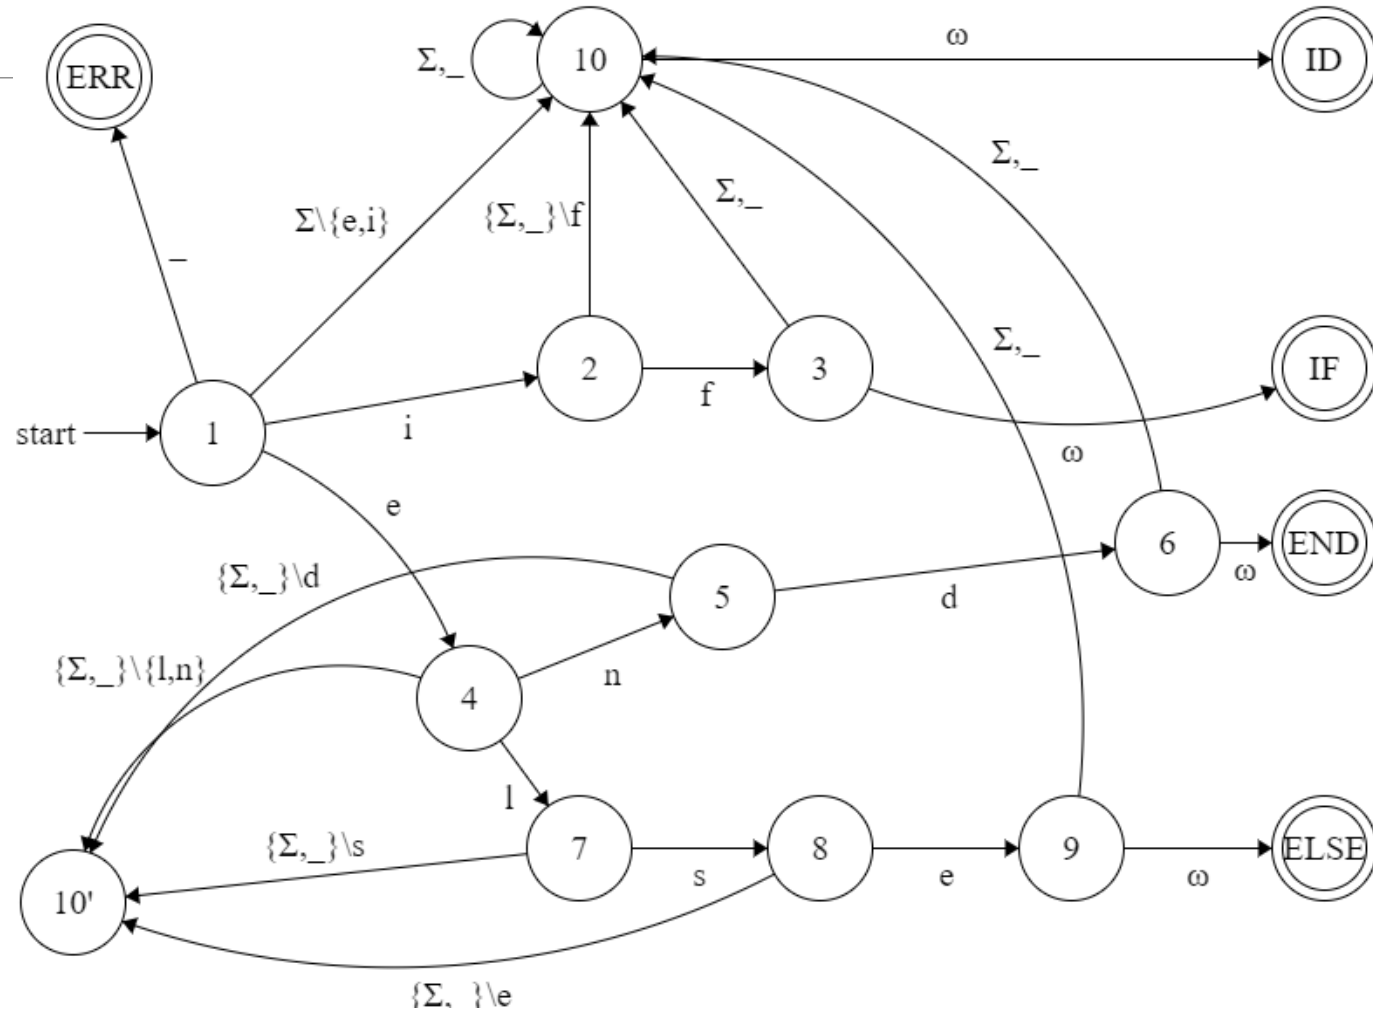 ω
10
ID
Σ,_
ERR
Σ,_
Σ,_
{Σ,_}\f
Σ\{e,i}
_
Σ,_
2
3
IF
f
i
start
1
ω
e
6
END
ω
{Σ,_}\d
5
d
{Σ,_}\{l,n}
n
4
l
{Σ,_}\s
7
8
9
ELSE
s
e
ω
10'
{Σ,_}\e